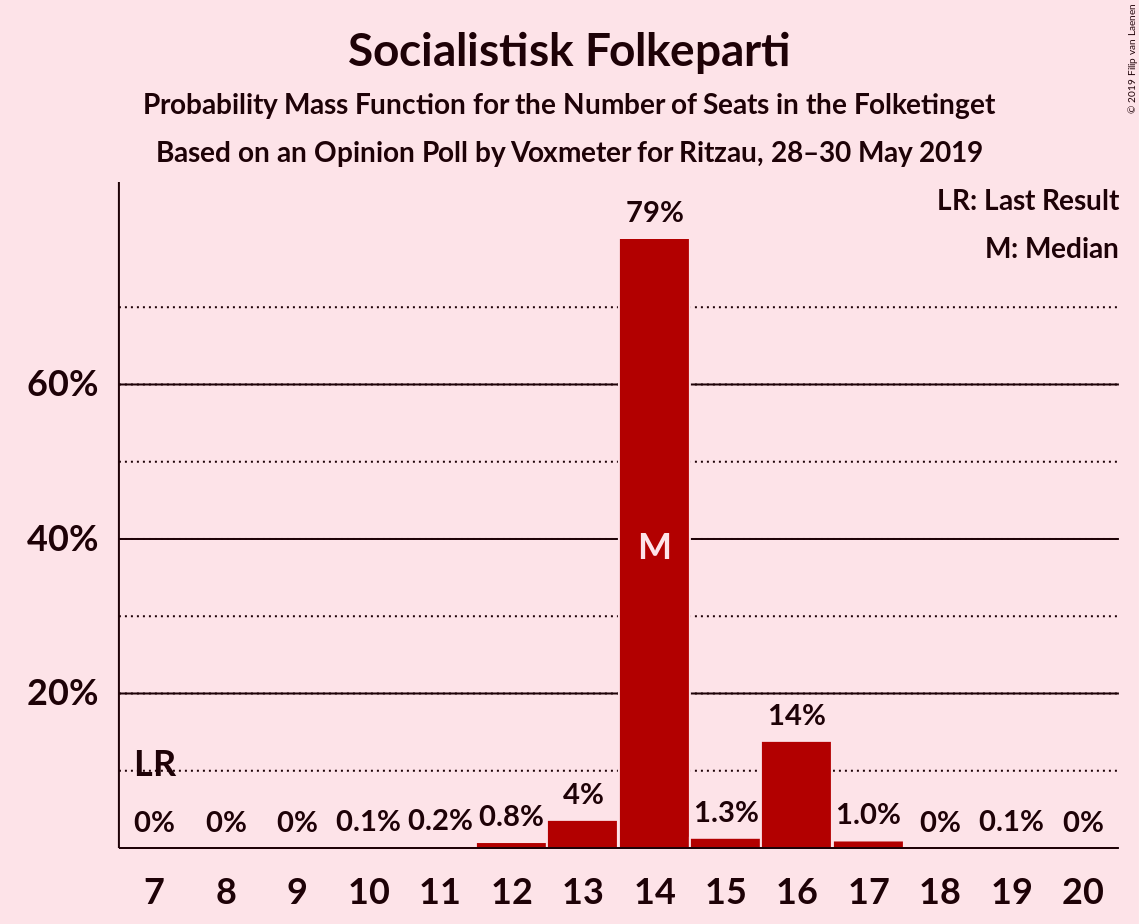 Socialistisk Folkeparti
Probability Mass Function for the Number of Seats in the Folketinget
Based on an Opinion Poll by Voxmeter for Ritzau, 28–30 May 2019
© 2019 Filip van Laenen
LR: Last Result
M: Median
79%
60%
40%
M
20%
14%
LR
0% 0% 0% 0.1% 0.2% 0.8% 4% 1.3% 1.0% 0% 0.1% 0%
7 8 9 10 11 12 13 14 15 16 17 18 19 20